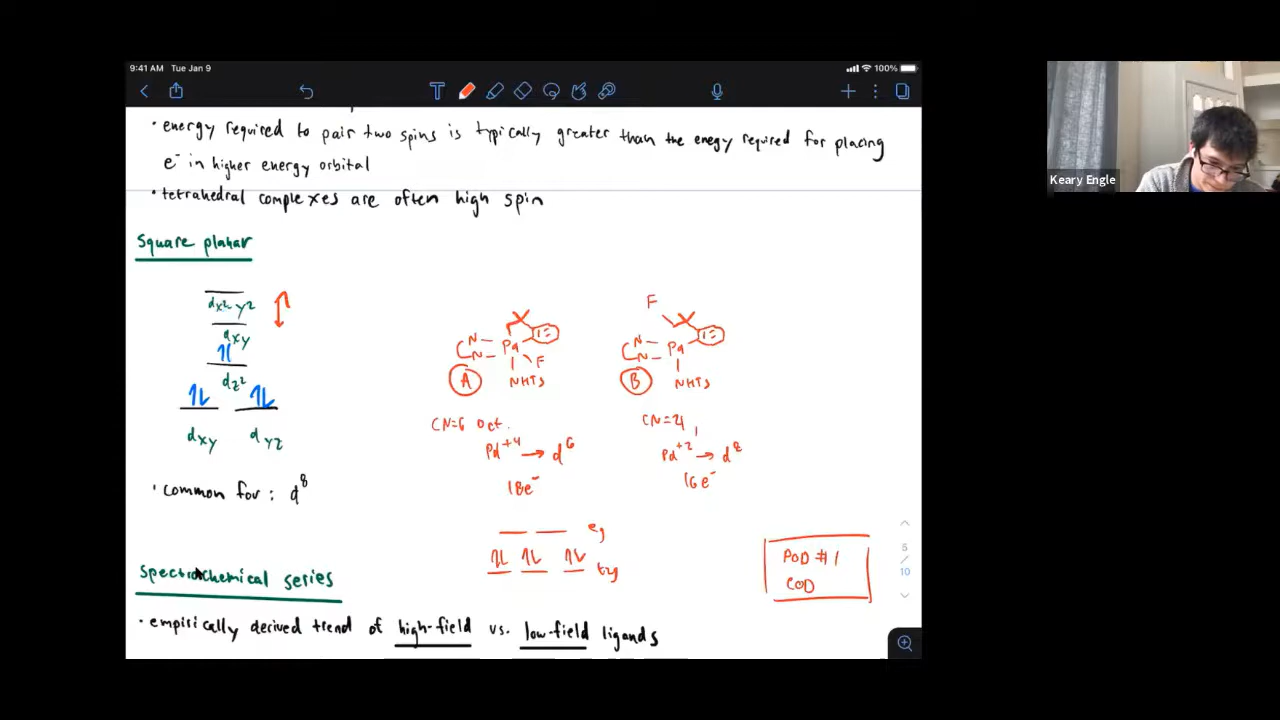 9:41 AM Tue Jan 9
100%
• energy required to pair two spins is typically greater than the enegy required for placing
e⁻ in higher energy orbital
• tetrahedral complexes are often high spin
Square planar
dx²-y²
dxy
dz²
dxy dyz
• common for: d⁸
N
N
Pd
F
NHTs
A
CN=6 Oct.
Pd⁺⁴ → d⁶
18e⁻
F
N
N
Pd
NHTs
B
CN=4
Pd⁺² → d⁸
16e⁻
eg
t2g
POD #1
COD
Spectrochemical series
• empirically derived trend of high-field vs. low-field ligands
5
/
10
Keary Engle